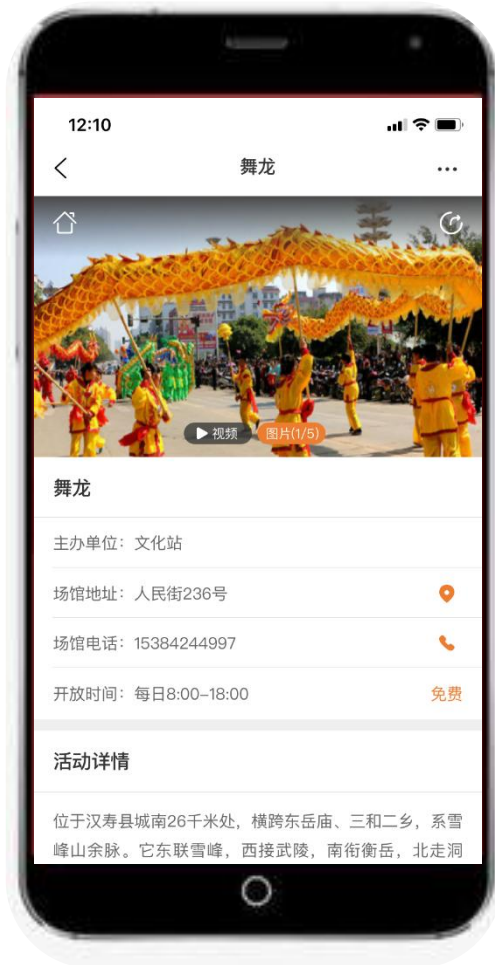 12:10
舞龙
视频
图片(1/5)
舞龙
主办单位：文化站
场馆地址：人民街236号
场馆电话：15384244997
开放时间：每日8:00-18:00
免费
活动详情
位于汉寿县城南26千米处，横跨东岳庙、三和二乡，系雪
峰山余脉。它东联雪峰，西接武陵，南衔衡岳，北走洞